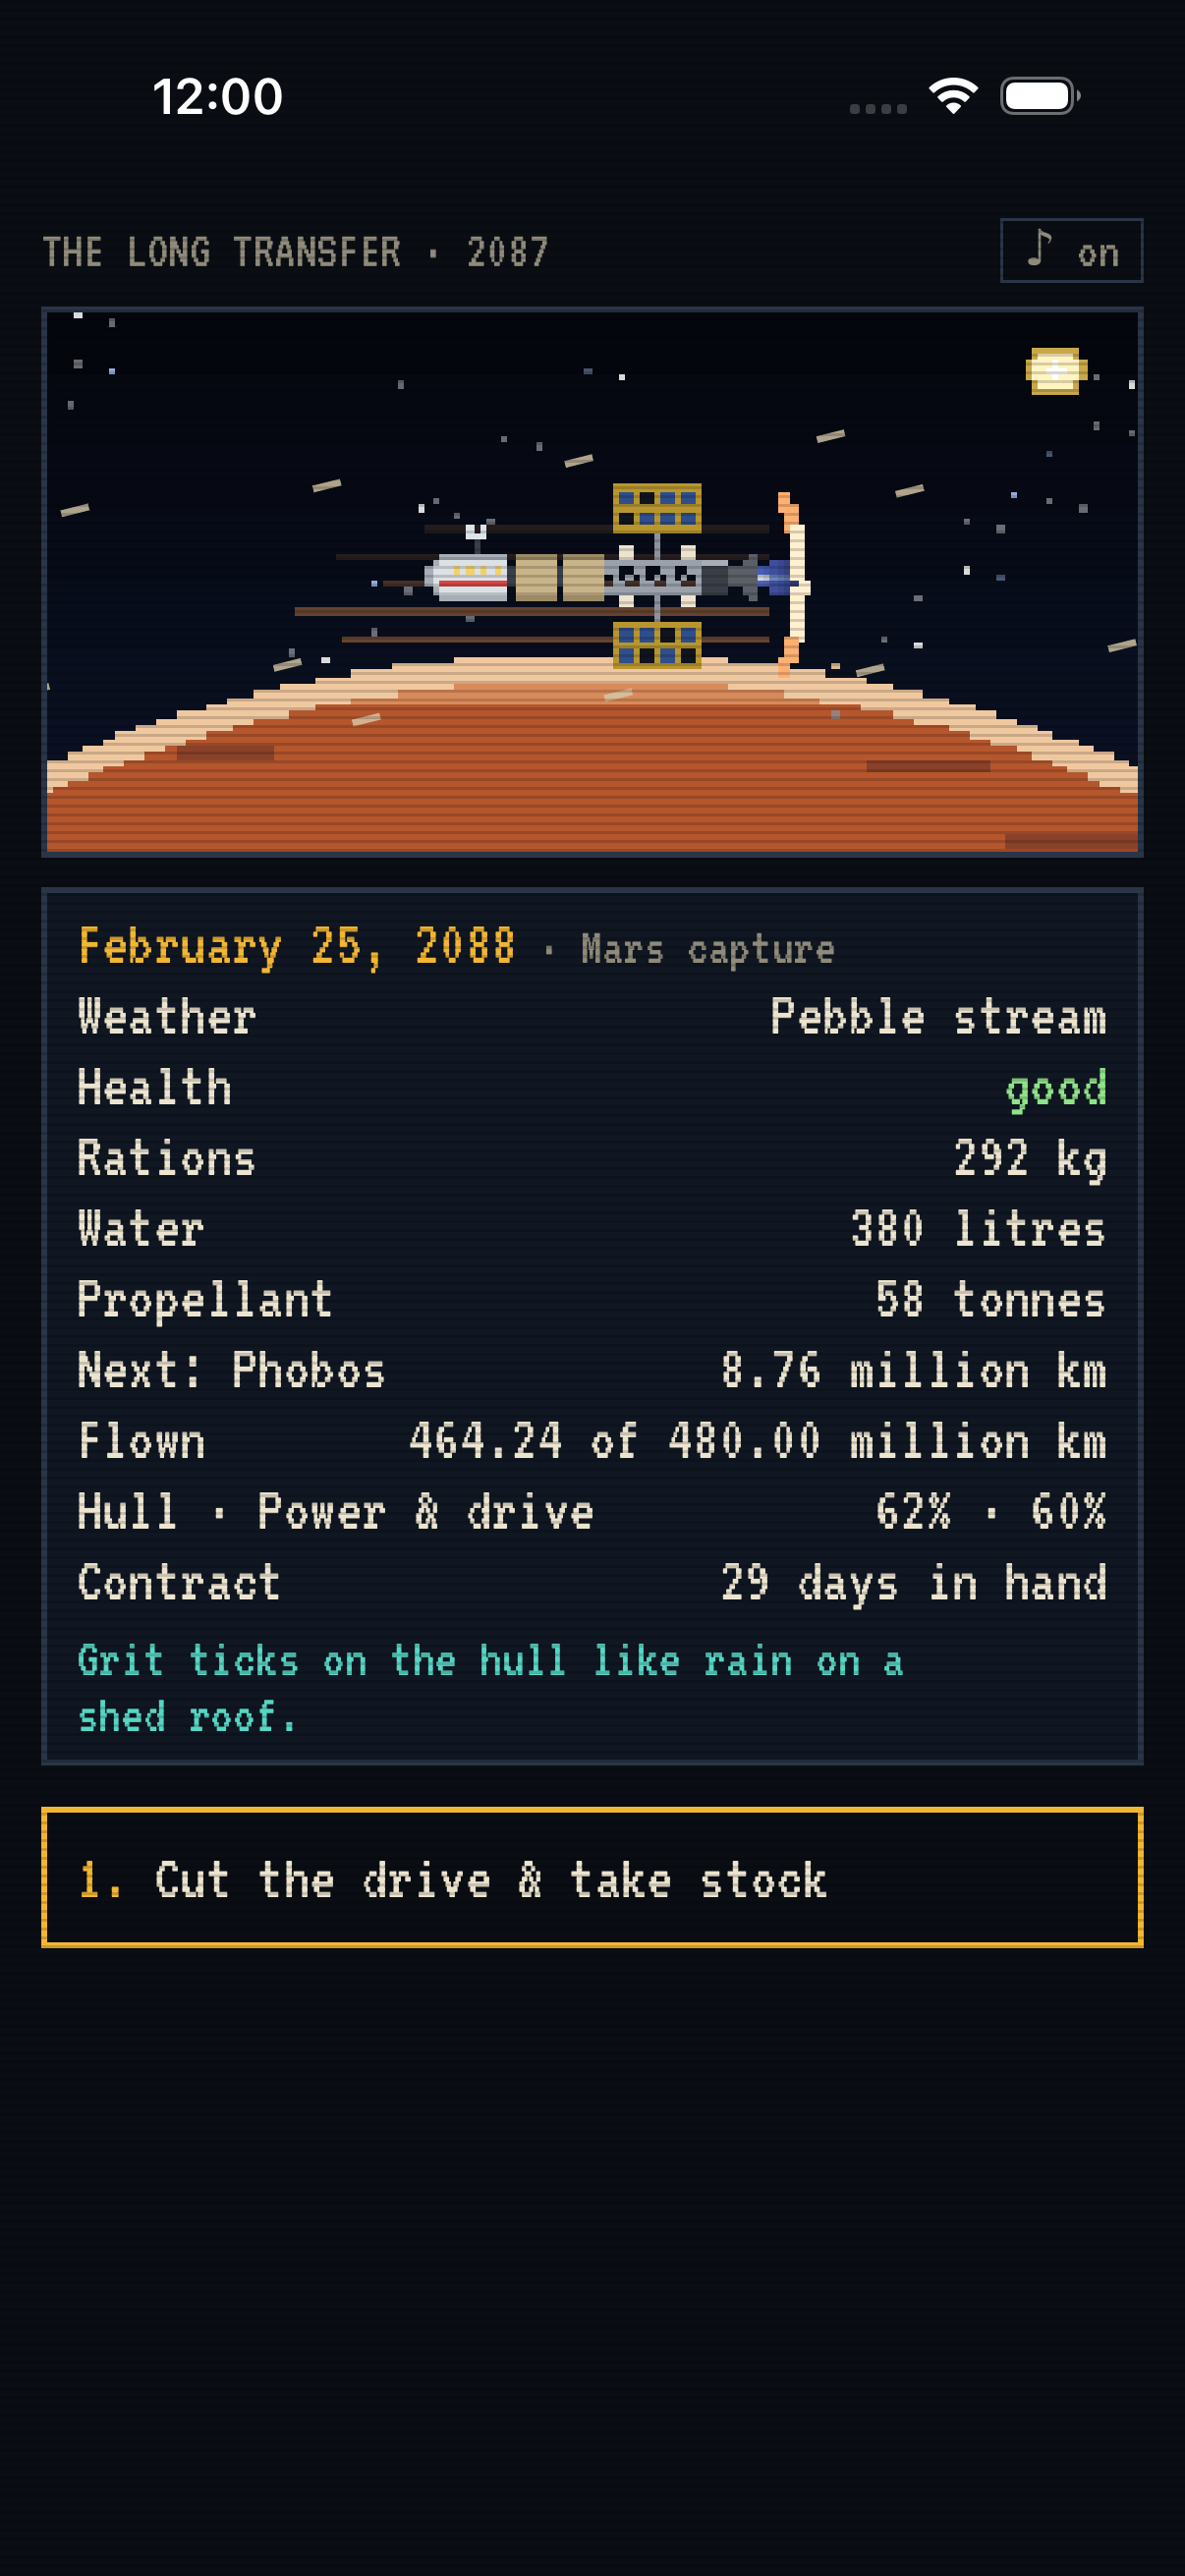 12:00
THE LONG TRANSFER · 2087
♪ on
February 25, 2088 · Mars capture
Weather Pebble stream
Health good
Rations 292 kg
Water 380 litres
Propellant 58 tonnes
Next: Phobos 8.76 million km
Flown 464.24 of 480.00 million km
Hull · Power & drive 62% · 60%
Contract 29 days in hand
Grit ticks on the hull like rain on a
shed roof.
1. Cut the drive & take stock